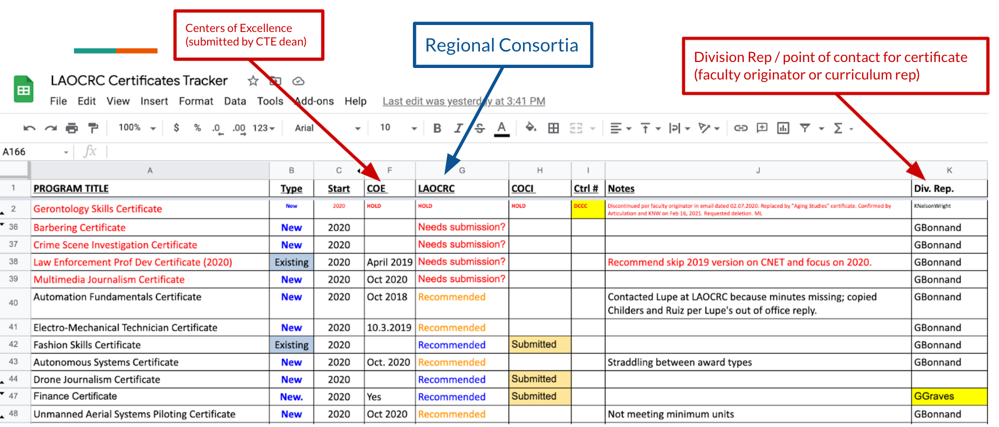 Centers of Excellence
(submitted by CTE dean)
Regional Consortia
Division Rep / point of contact for certificate
(faculty originator or curriculum rep)
LAOCRC Certificates Tracker
File Edit View Insert Format Data Tools Add-ons Help Last edit was yesterday at 3:41 PM
100% $ % .0 .00 123 Arial 10 B I S A Σ
A166 fx
A B C F G H I J K
1 PROGRAM TITLE Type Start COE LAOCRC COCI Ctrl # Notes Div. Rep.
2 Gerontology Skills Certificate New 2020 HOLD HOLD HOLD DCCC Discontinued per faculty originator in email dated 02.07.2020. Replaced by "Aging Studies" certificate. Confirmed by KNelsonWright
Articulation and KNW on Feb 16, 2021. Requested deletion. ML
36 Barbering Certificate New 2020 Needs submission? GBonnand
37 Crime Scene Investigation Certificate New 2020 Needs submission? GBonnand
38 Law Enforcement Prof Dev Certificate (2020) Existing 2020 April 2019 Needs submission? Recommend skip 2019 version on CNET and focus on 2020. GBonnand
39 Multimedia Journalism Certificate New 2020 Oct 2020 Needs submission? GBonnand
40 Automation Fundamentals Certificate New 2020 Oct 2018 Recommended Contacted Lupe at LAOCRC because minutes missing; copied GBonnand
Childers and Ruiz per Lupe's out of office reply.
41 Electro-Mechanical Technician Certificate New 2020 10.3.2019 Recommended GBonnand
42 Fashion Skills Certificate Existing 2020 Recommended Submitted GBonnand
43 Autonomous Systems Certificate New 2020 Oct. 2020 Recommended Straddling between award types GBonnand
44 Drone Journalism Certificate New 2020 Recommended Submitted
47 Finance Certificate New. 2020 Yes Recommended Submitted GGraves
48 Unmanned Aerial Systems Piloting Certificate New 2020 Oct 2020 Recommended Not meeting minimum units GBonnand